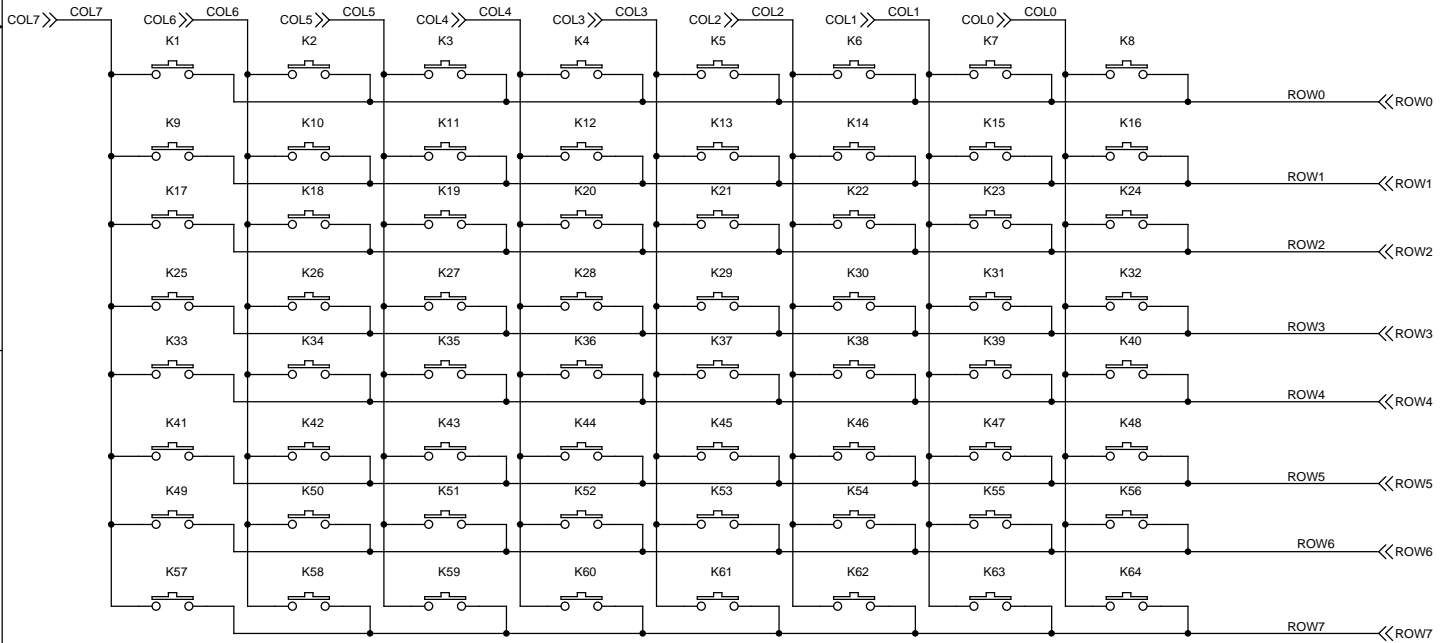 COL7 COL7 COL6 COL6 COL5 COL5 COL4 COL4 COL3 COL3 COL2 COL2 COL1 COL1 COL0 COL0
K1 K2 K3 K4 K5 K6 K7 K8
ROW0 ROW0
K9 K10 K11 K12 K13 K14 K15 K16
ROW1 ROW1
K17 K18 K19 K20 K21 K22 K23 K24
ROW2 ROW2
K25 K26 K27 K28 K29 K30 K31 K32
ROW3 ROW3
K33 K34 K35 K36 K37 K38 K39 K40
ROW4 ROW4
K41 K42 K43 K44 K45 K46 K47 K48
ROW5 ROW5
K49 K50 K51 K52 K53 K54 K55 K56
ROW6 ROW6
K57 K58 K59 K60 K61 K62 K63 K64
ROW7 ROW7